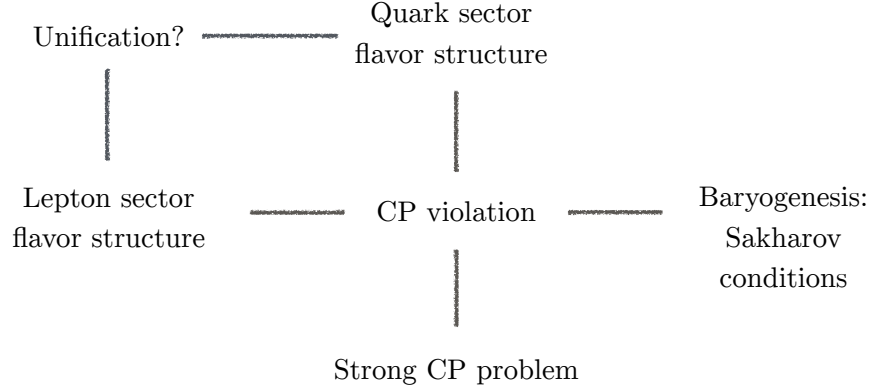 Unification?
Quark sector
flavor structure
Lepton sector
flavor structure
CP violation
Baryogenesis:
Sakharov
conditions
Strong CP problem